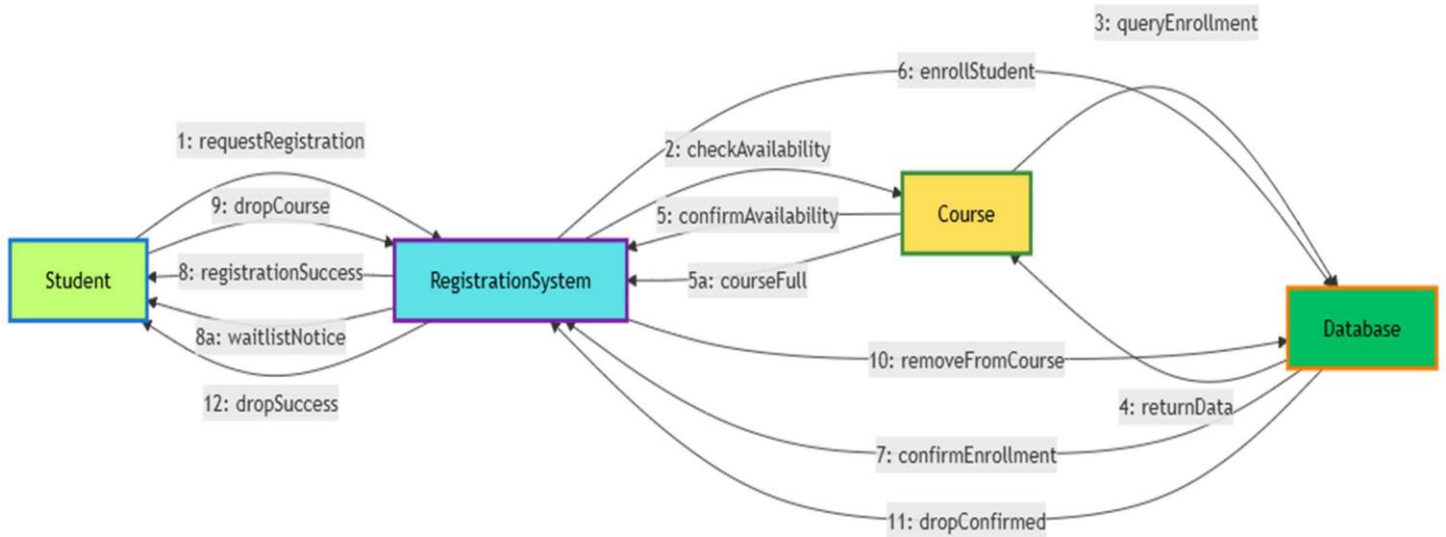 3: queryEnrollment
6: enrollStudent
1: requestRegistration
2: checkAvailability
9: dropCourse
5: confirmAvailability
Course
8: registrationSuccess
Student
RegistrationSystem
5a: courseFull
8a: waitlistNotice
Database
10: removeFromCourse
12: dropSuccess
4: returnData
7: confirmEnrollment
11: dropConfirmed